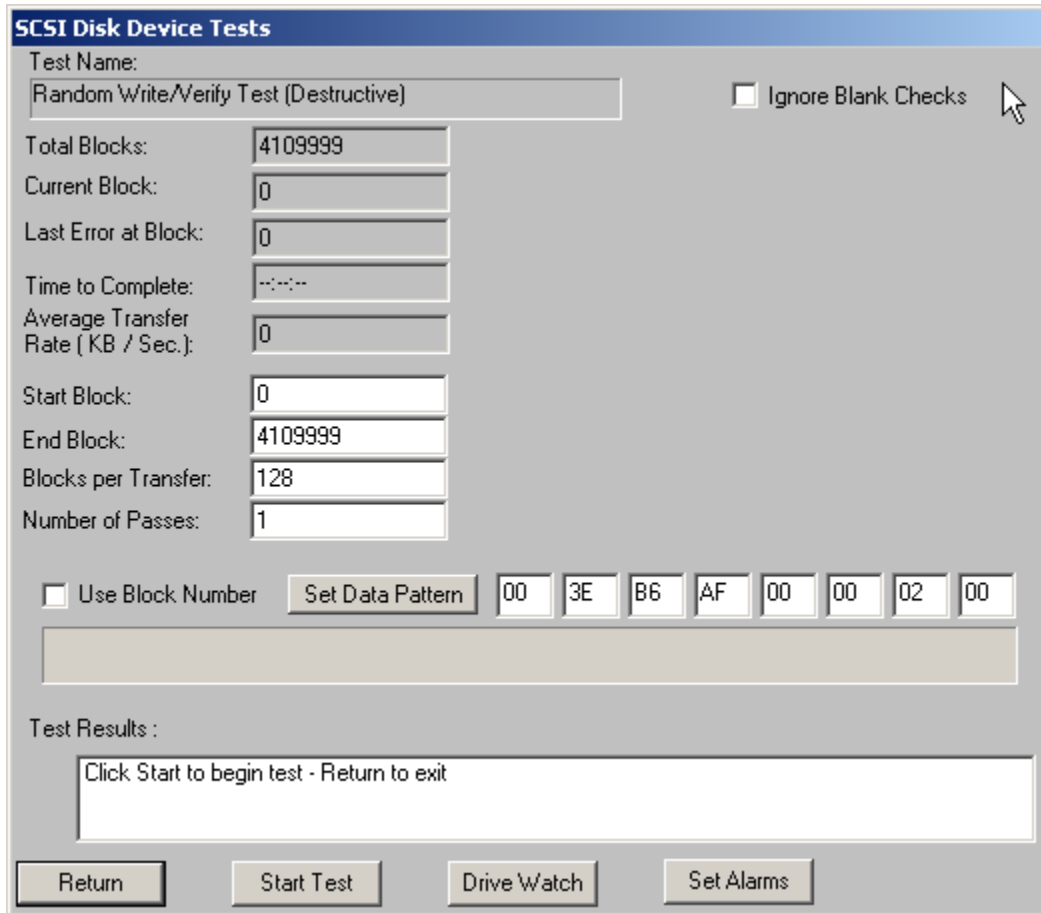 SCSI Disk Device Tests
Test Name:
Random Write/Verify Test (Destructive)
Ignore Blank Checks
Total Blocks: 4109999
Current Block: 0
Last Error at Block: 0
Time to Complete: --:--:--
Average Transfer
Rate ( KB / Sec.): 0
Start Block: 0
End Block: 4109999
Blocks per Transfer: 128
Number of Passes: 1
Use Block Number Set Data Pattern 00 3E B6 AF 00 00 02 00
Test Results :
Click Start to begin test - Return to exit
Return Start Test Drive Watch Set Alarms